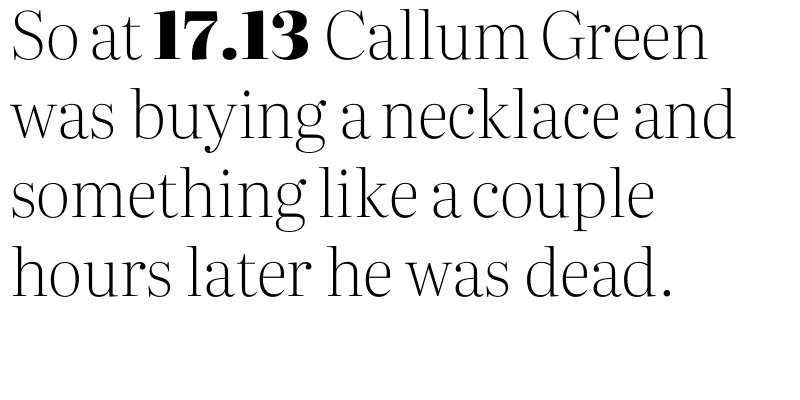 So at 17.13 Callum Green
was buying a necklace and
something like a couple
hours later he was dead.